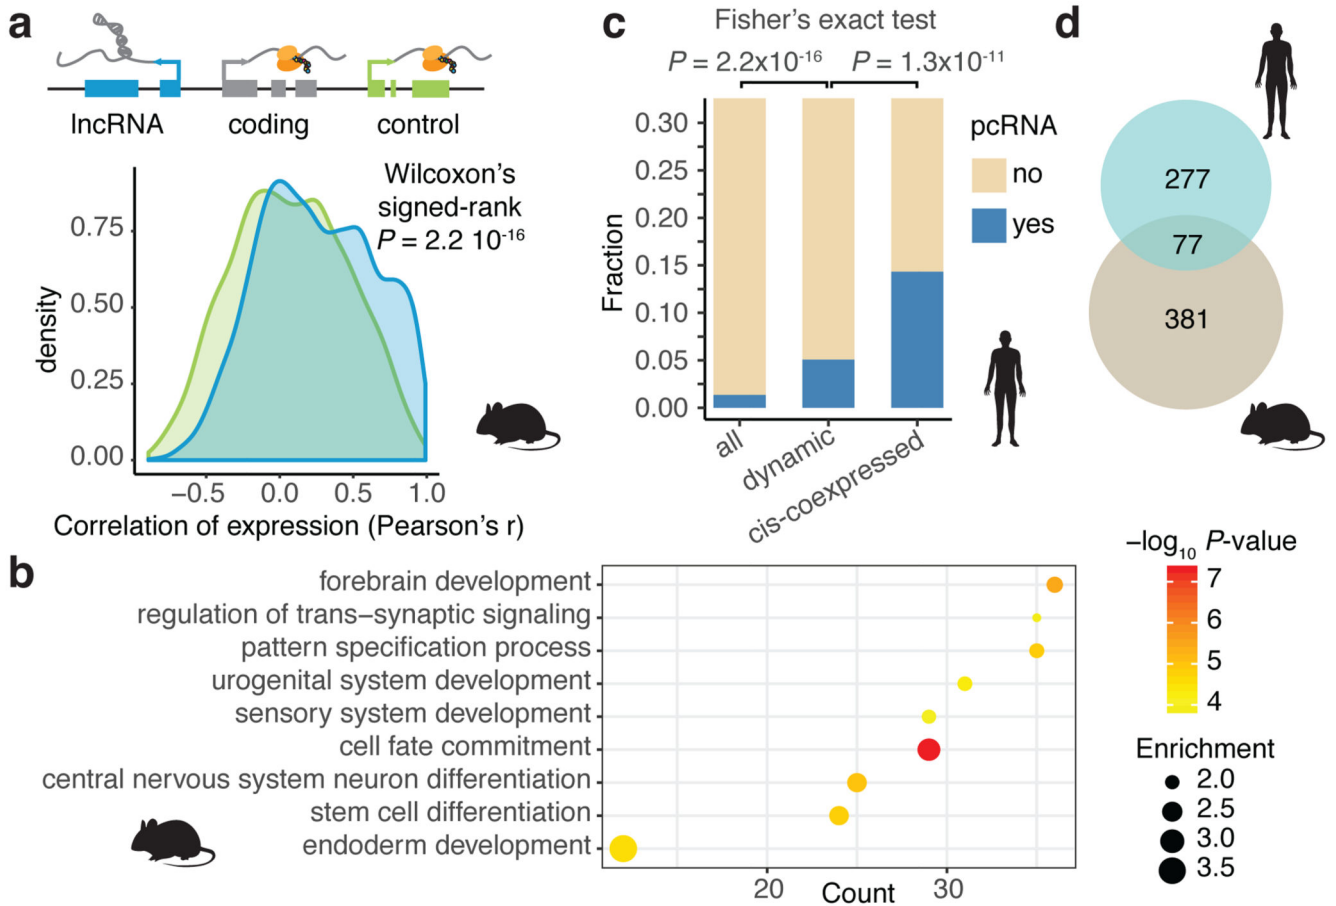 a
lncRNA
coding
control
Wilcoxon's
signed-rank
P = 2.2 10-16
density
0.75
0.50
0.25
0.00
−0.5
0.0
0.5
1.0
Correlation of expression (Pearson's r)
c
Fisher's exact test
P = 2.2x10-16
P = 1.3x10-11
Fraction
0.30
0.25
0.20
0.15
0.10
0.05
0.00
all
dynamic
cis-coexpressed
pcRNA
no
yes
d
277
77
381
b
forebrain development
regulation of trans−synaptic signaling
pattern specification process
urogenital system development
sensory system development
cell fate commitment
central nervous system neuron differentiation
stem cell differentiation
endoderm development
20
30
Count
−log10 P-value
7
6
5
4
Enrichment
2.0
2.5
3.0
3.5